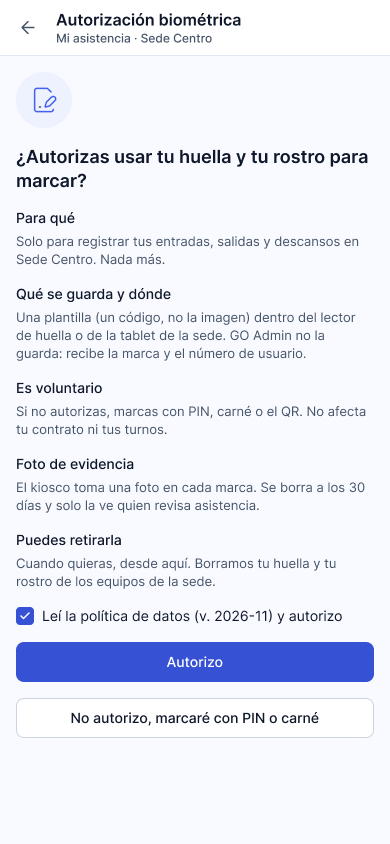 Autorización biométrica
Mi asistencia · Sede Centro
¿Autorizas usar tu huella y tu rostro para
marcar?
Para qué
Solo para registrar tus entradas, salidas y descansos en
Sede Centro. Nada más.
Qué se guarda y dónde
Una plantilla (un código, no la imagen) dentro del lector
de huella o de la tablet de la sede. GO Admin no la
guarda: recibe la marca y el número de usuario.
Es voluntario
Si no autorizas, marcas con PIN, carné o el QR. No afecta
tu contrato ni tus turnos.
Foto de evidencia
El kiosco toma una foto en cada marca. Se borra a los 30
días y solo la ve quien revisa asistencia.
Puedes retirarla
Cuando quieras, desde aquí. Borramos tu huella y tu
rostro de los equipos de la sede.
Leí la política de datos (v. 2026-11) y autorizo
Autorizo
No autorizo, marcaré con PIN o carné